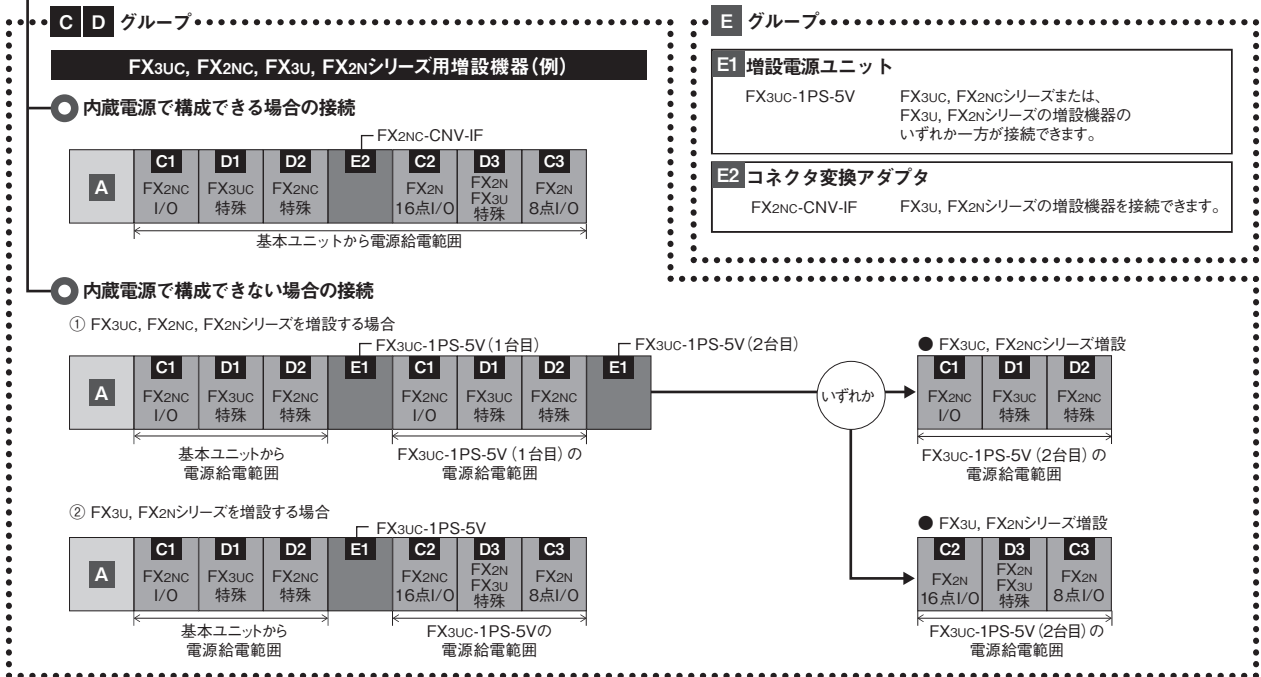 C D グループ
FX3UC, FX2NC, FX3U, FX2Nシリーズ用増設機器(例)
内蔵電源で構成できる場合の接続
FX2NC-CNV-IF
A
C1
FX2NC
I/O
D1
FX3UC
特殊
D2
FX2NC
特殊
E2
C2
FX2N
16点I/O
D3
FX2N
FX3U
特殊
C3
FX2N
8点I/O
基本ユニットから電源給電範囲
E グループ
E1 増設電源ユニット
FX3UC-1PS-5V
FX3UC, FX2NCシリーズまたは、
FX3U, FX2Nシリーズの増設機器の
いずれか一方が接続できます。
E2 コネクタ変換アダプタ
FX2NC-CNV-IF FX3U, FX2Nシリーズの増設機器を接続できます。
内蔵電源で構成できない場合の接続
① FX3UC, FX2NC, FX2Nシリーズを増設する場合
FX3UC-1PS-5V(1台目)
FX3UC-1PS-5V(2台目)
A
C1
FX2NC
I/O
D1
FX3UC
特殊
D2
FX2NC
特殊
E1
C1
FX2NC
I/O
D1
FX3UC
特殊
D2
FX2NC
特殊
E1
基本ユニットから
電源給電範囲
FX3UC-1PS-5V(1台目)の
電源給電範囲
いずれか
● FX3UC, FX2NCシリーズ増設
C1
FX2NC
I/O
D1
FX3UC
特殊
D2
FX2NC
特殊
FX3UC-1PS-5V(2台目)の
電源給電範囲
② FX3U, FX2Nシリーズを増設する場合
FX3UC-1PS-5V
A
C1
FX2NC
I/O
D1
FX3UC
特殊
D2
FX2NC
特殊
E1
C2
FX2NC
16点I/O
D3
FX2N
FX3U
特殊
C3
FX2N
8点I/O
基本ユニットから
電源給電範囲
FX3UC-1PS-5Vの
電源給電範囲
● FX3U, FX2Nシリーズ増設
C2
FX2N
16点I/O
D3
FX2N
FX3U
特殊
C3
FX2N
8点I/O
FX3UC-1PS-5V(2台目)の
電源給電範囲